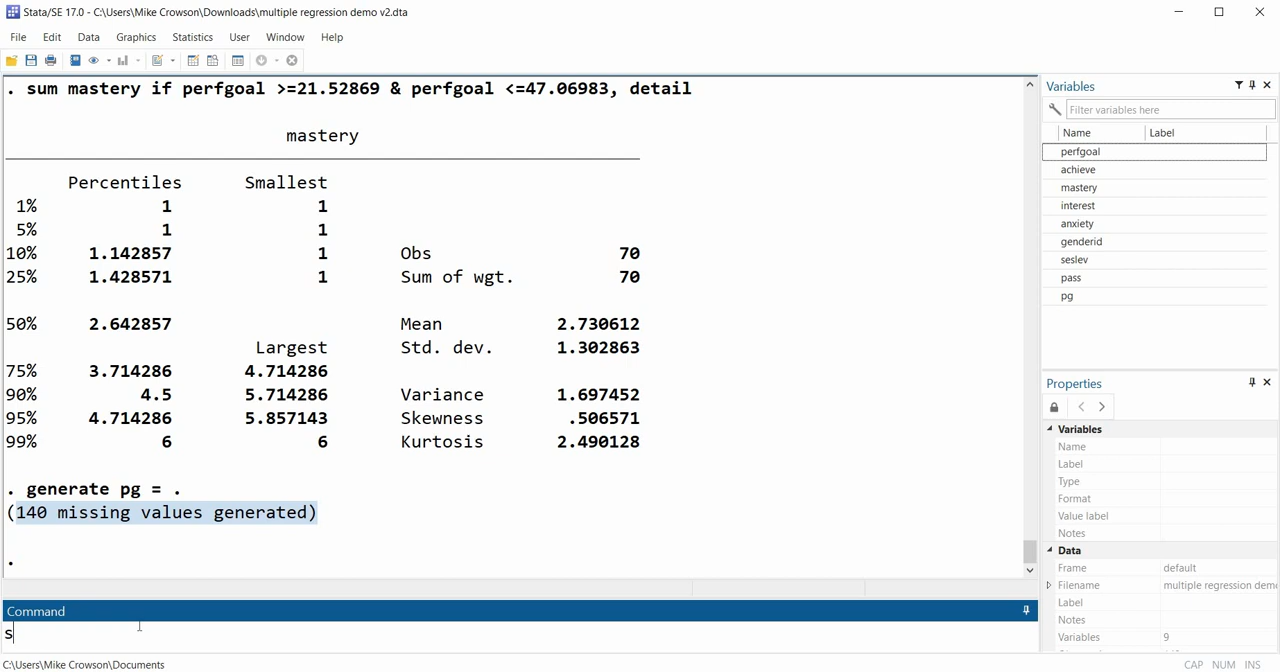 Stata/SE 17.0 - C:\Users\Mike Crowson\Downloads\multiple regression demo v2.dta
File Edit Data Graphics Statistics User Window Help
. sum mastery if perfgoal >=21.52869 & perfgoal <=47.06983, detail
mastery
Percentiles Smallest
1% 1 1
5% 1 1
10% 1.142857 1 Obs 70
25% 1.428571 1 Sum of wgt. 70
50% 2.642857 Mean 2.730612
Largest Std. dev. 1.302863
75% 3.714286 4.714286
90% 4.5 5.714286 Variance 1.697452
95% 4.714286 5.857143 Skewness .506571
99% 6 6 Kurtosis 2.490128
. generate pg = .
(140 missing values generated)
.
Command
s
C:\Users\Mike Crowson\Documents
Variables
Filter variables here
Name Label
perfgoal
achieve
mastery
interest
anxiety
genderid
seslev
pass
pg
Properties
Variables
Name
Label
Type
Format
Value label
Notes
Data
Frame default
Filename multiple regression demo
Label
Notes
Variables 9
CAP NUM INS